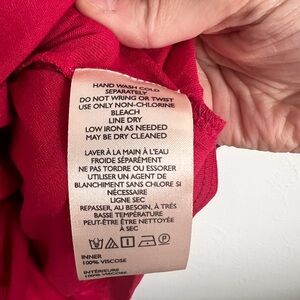 HAND WASH COLD
SEPARATELY
DO NOT WRING OR TWIST
USE ONLY NON-CHLORINE
BLEACH
LINE DRY
LOW IRON AS NEEDED
MAY BE DRY CLEANED
LAVER À LA MAIN À L'EAU
FROIDE SÉPARÉMENT
NE PAS TORDRE OU ESSORER
UTILISER UN AGENT DE
BLANCHIMENT SANS CHLORE SI
NÉCESSAIRE
LIGNE SEC
REPASSER, AU BESOIN, À TRÈS
BASSE TEMPÉRATURE
PEUT-ÊTRE ÊTRE NETTOYÉE
À SEC
INNER
100% VISCOSE
INTÉRIEURE
100% VISCOSE